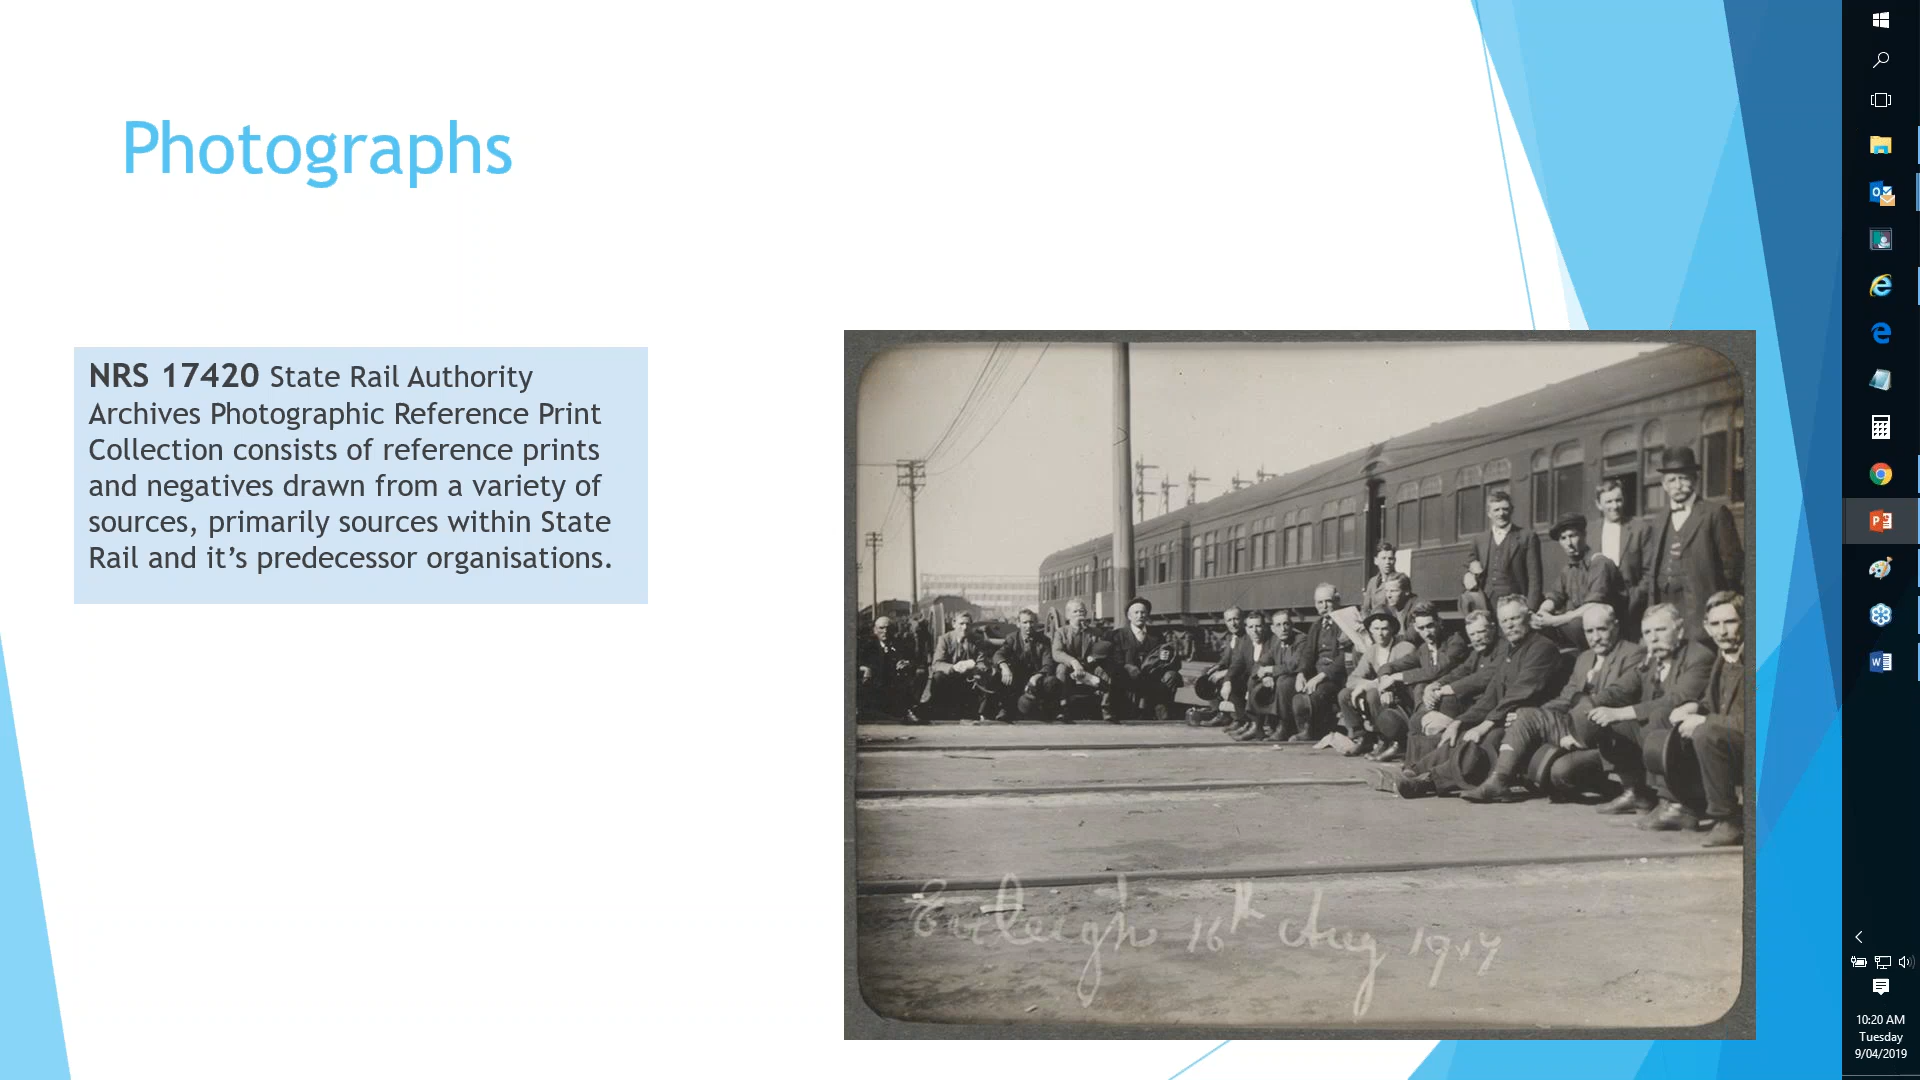 Photographs
NRS 17420 State Rail Authority
Archives Photographic Reference Print
Collection consists of reference prints
and negatives drawn from a variety of
sources, primarily sources within State
Rail and it’s predecessor organisations.
Eveleigh 16th Aug 1917
10:20 AM
Tuesday
9/04/2019